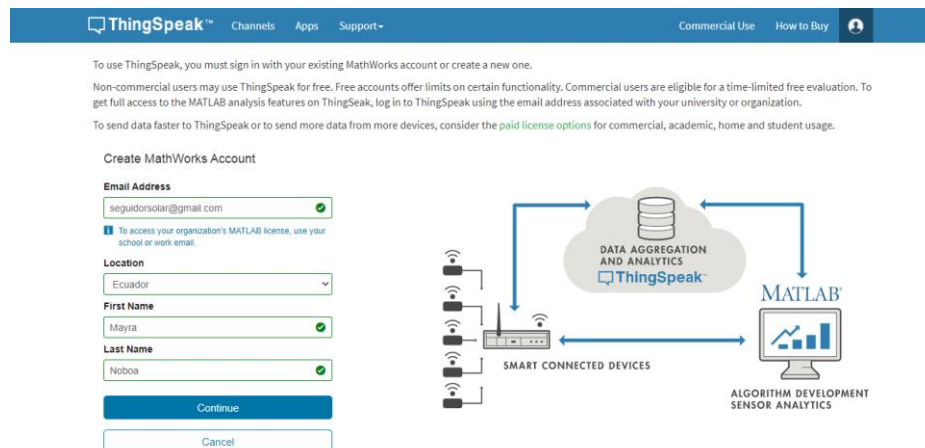 ThingSpeak™ Channels Apps Support Commercial Use How to Buy
To use ThingSpeak, you must sign in with your existing MathWorks account or create a new one.
Non-commercial users may use ThingSpeak for free. Free accounts offer limits on certain functionality. Commercial users are eligible for a time-limited free evaluation. To
get full access to the MATLAB analysis features on ThingSeak, log in to ThingSpeak using the email address associated with your university or organization.
To send data faster to ThingSpeak or to send more data from more devices, consider the paid license options for commercial, academic, home and student usage.
Create MathWorks Account
Email Address
seguidorsolar@gmail.com
To access your organization's MATLAB license, use your
school or work email.
Location
Ecuador
First Name
Mayra
Last Name
Noboa
Continue
Cancel
DATA AGGREGATION
AND ANALYTICS
ThingSpeak™
SMART CONNECTED DEVICES
MATLAB®
ALGORITHM DEVELOPMENT
SENSOR ANALYTICS